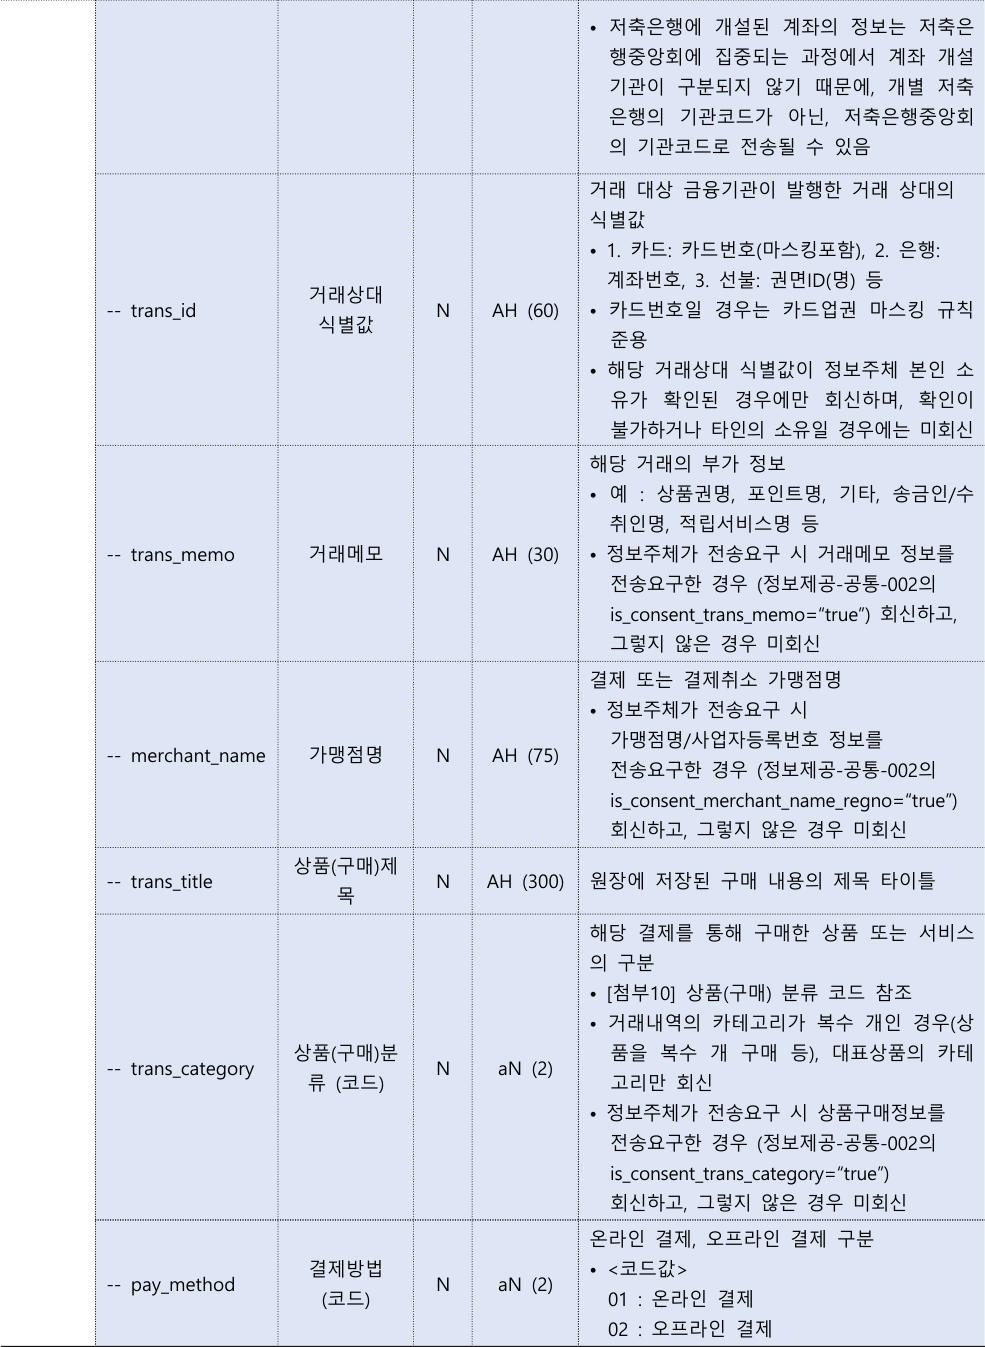 • 저축은행에 개설된 계좌의 정보는 저축은
행중앙회에 집중되는 과정에서 계좌 개설
기관이 구분되지 않기 때문에, 개별 저축
은행의 기관코드가 아닌, 저축은행중앙회
의 기관코드로 전송될 수 있음
-- trans_id
거래상대
식별값
N
AH (60)
거래 대상 금융기관이 발행한 거래 상대의
식별값
• 1. 카드: 카드번호(마스킹포함), 2. 은행:
계좌번호, 3. 선불: 권면ID(명) 등
• 카드번호일 경우는 카드업권 마스킹 규칙
준용
• 해당 거래상대 식별값이 정보주체 본인 소
유가 확인된 경우에만 회신하며, 확인이
불가하거나 타인의 소유일 경우에는 미회신
-- trans_memo
거래메모
N
AH (30)
해당 거래의 부가 정보
• 예 : 상품권명, 포인트명, 기타, 송금인/수
취인명, 적립서비스명 등
• 정보주체가 전송요구 시 거래메모 정보를
전송요구한 경우 (정보제공-공통-002의
is_consent_trans_memo=“true”) 회신하고,
그렇지 않은 경우 미회신
-- merchant_name
가맹점명
N
AH (75)
결제 또는 결제취소 가맹점명
• 정보주체가 전송요구 시
가맹점명/사업자등록번호 정보를
전송요구한 경우 (정보제공-공통-002의
is_consent_merchant_name_regno=“true”)
회신하고, 그렇지 않은 경우 미회신
-- trans_title
상품(구매)제
목
N
AH (300)
원장에 저장된 구매 내용의 제목 타이틀
-- trans_category
상품(구매)분
류 (코드)
N
aN (2)
해당 결제를 통해 구매한 상품 또는 서비스
의 구분
• [첨부10] 상품(구매) 분류 코드 참조
• 거래내역의 카테고리가 복수 개인 경우(상
품을 복수 개 구매 등), 대표상품의 카테
고리만 회신
• 정보주체가 전송요구 시 상품구매정보를
전송요구한 경우 (정보제공-공통-002의
is_consent_trans_category=“true”)
회신하고, 그렇지 않은 경우 미회신
-- pay_method
결제방법
(코드)
N
aN (2)
온라인 결제, 오프라인 결제 구분
• <코드값>
01 : 온라인 결제
02 : 오프라인 결제